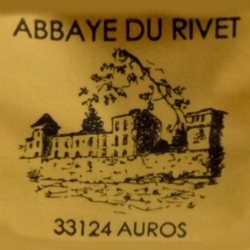 ABBAYE DU RIVET
33124 AUROS